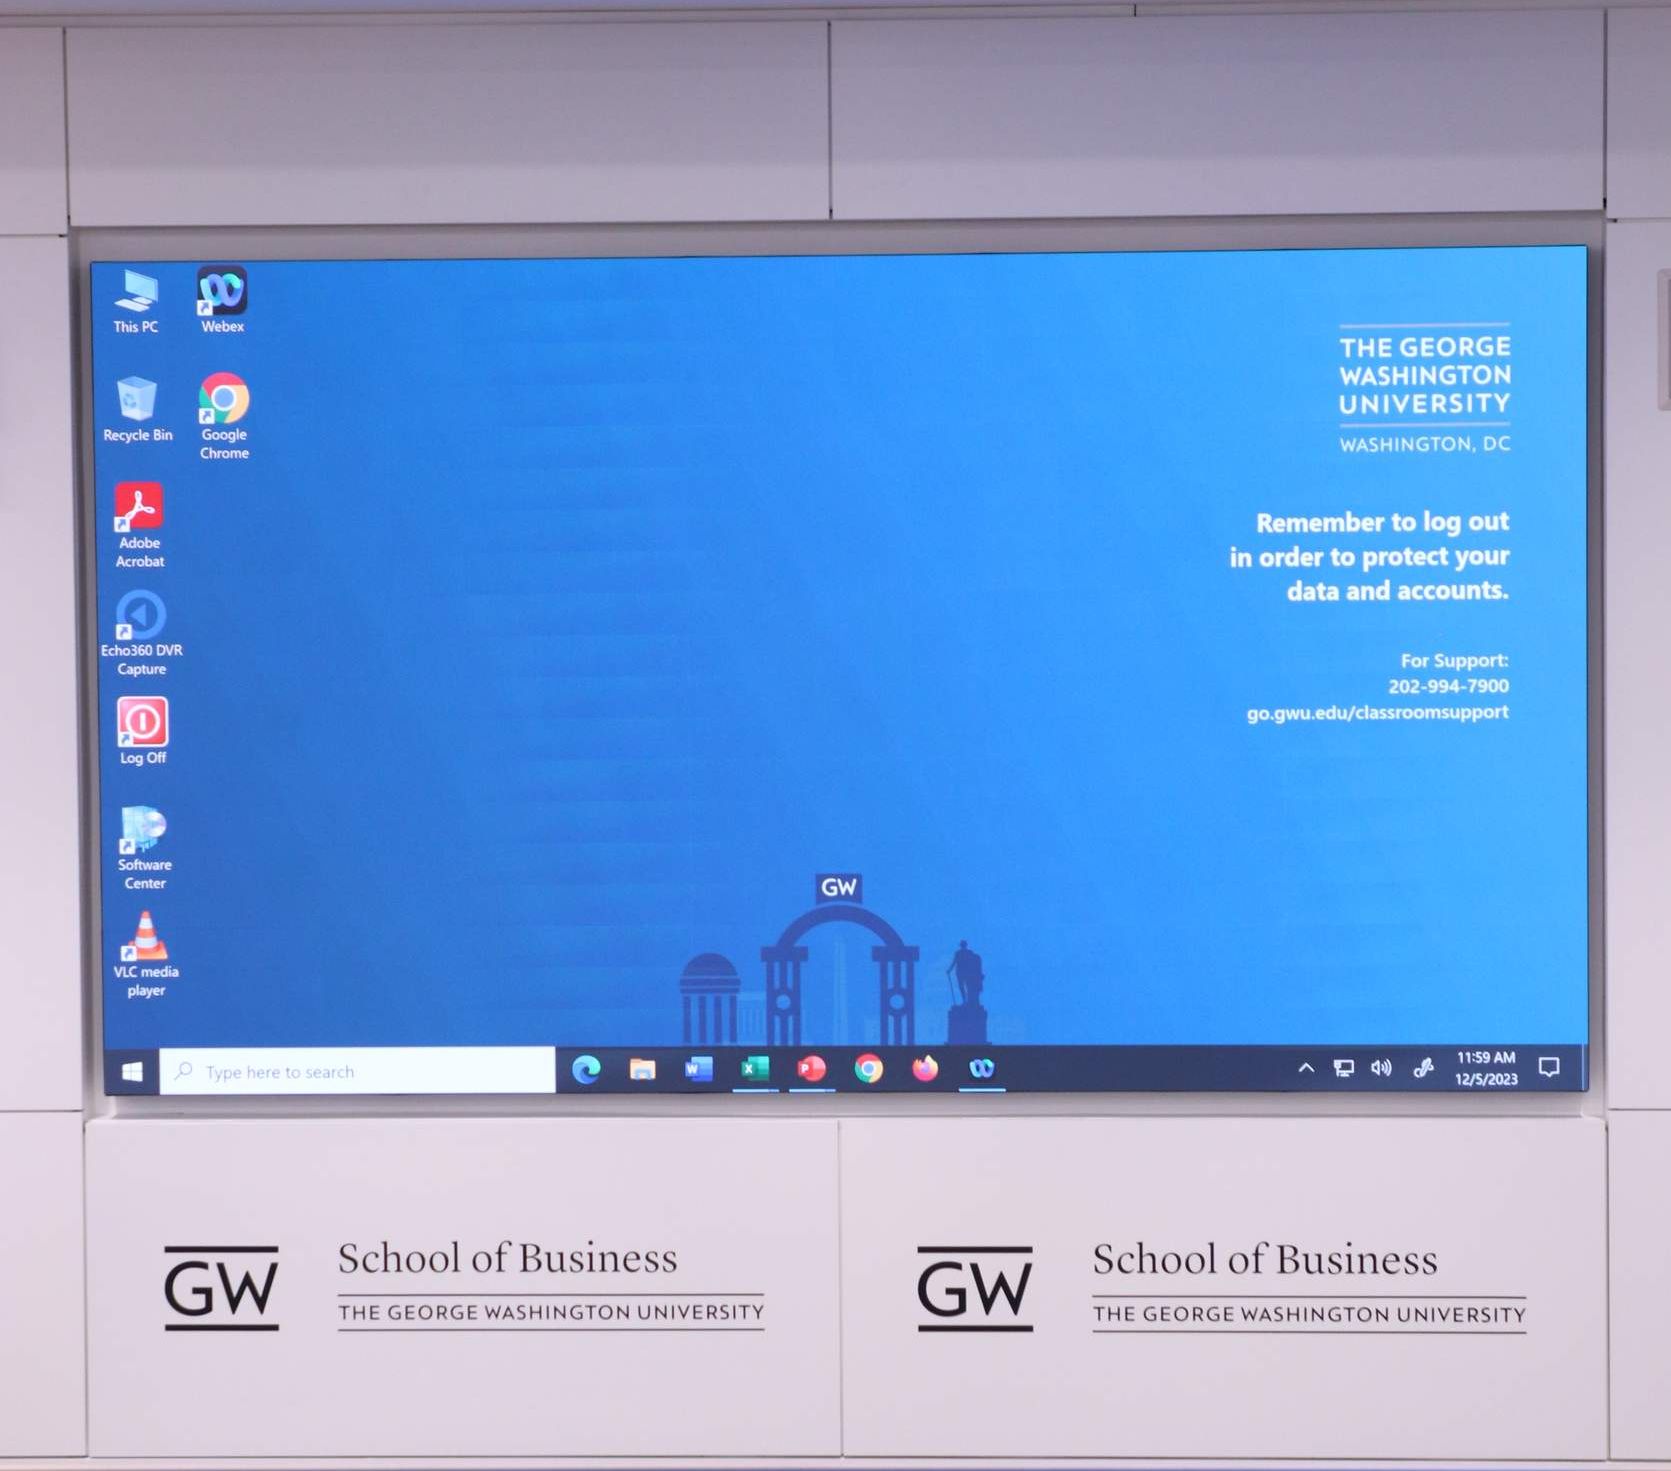 This PC
Webex
Recycle Bin
Google
Chrome
Adobe
Acrobat
Echo360 DVR
Capture
Log Off
Software
Center
VLC media
player
THE GEORGE
WASHINGTON
UNIVERSITY
WASHINGTON, DC
Remember to log out
in order to protect your
data and accounts.
For Support:
202-994-7900
go.gwu.edu/classroomsupport
GW
Type here to search
W
X
P
11:59 AM
12/5/2023
GW
School of Business
THE GEORGE WASHINGTON UNIVERSITY
GW
School of Business
THE GEORGE WASHINGTON UNIVERSITY